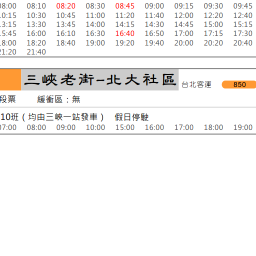 08:00 08:10 08:20 08:30 08:45 09:00 09:15 09:30 09:45
10:15 10:30 10:45 11:00 11:20 11:40 12:00 12:20 12:40
13:15 13:30 13:45 14:00 14:15 14:30 14:45 15:00 15:15
15:45 16:00 16:10 16:30 16:40 16:50 17:00 17:15 17:30
18:00 18:20 18:40 19:00 19:20 19:40 20:00 20:20 20:40
21:20 21:40
三峽老街-北大社區 台北客運 850
段票 緩衝區：無
10班（均由三峽一站發車） 假日停駛
07:00 08:00 09:00 10:00 15:00 16:00 17:00 18:00 19:00